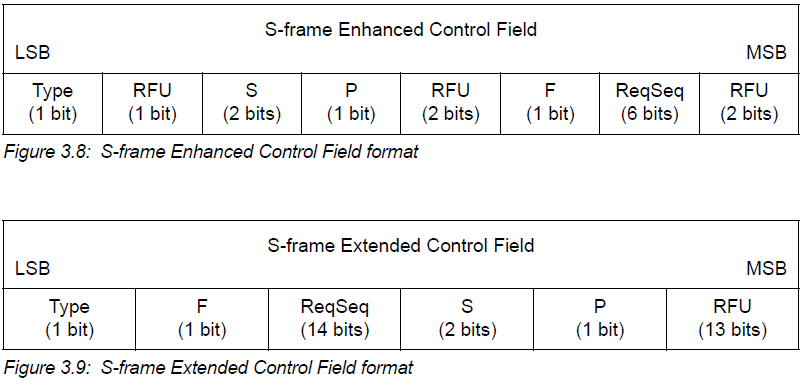 S-frame Enhanced Control Field
LSB MSB
Type RFU S P RFU F ReqSeq RFU
(1 bit) (1 bit) (2 bits) (1 bit) (2 bits) (1 bit) (6 bits) (2 bits)
Figure 3.8: S-frame Enhanced Control Field format
S-frame Extended Control Field
LSB MSB
Type F ReqSeq S P RFU
(1 bit) (1 bit) (14 bits) (2 bits) (1 bit) (13 bits)
Figure 3.9: S-frame Extended Control Field format